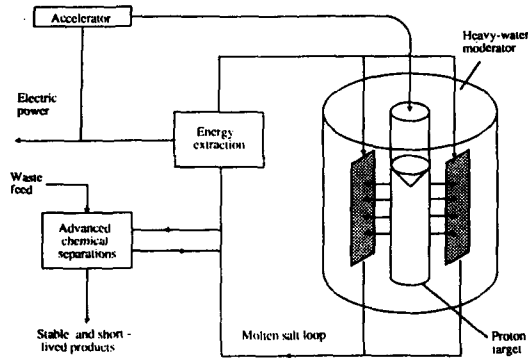 Accelerator
Heavy-water
moderator
Electric
power
Energy
extraction
Waste
feed
Advanced
chemical
separations
Stable and short-
lived products
Molten salt loop
Proton
target